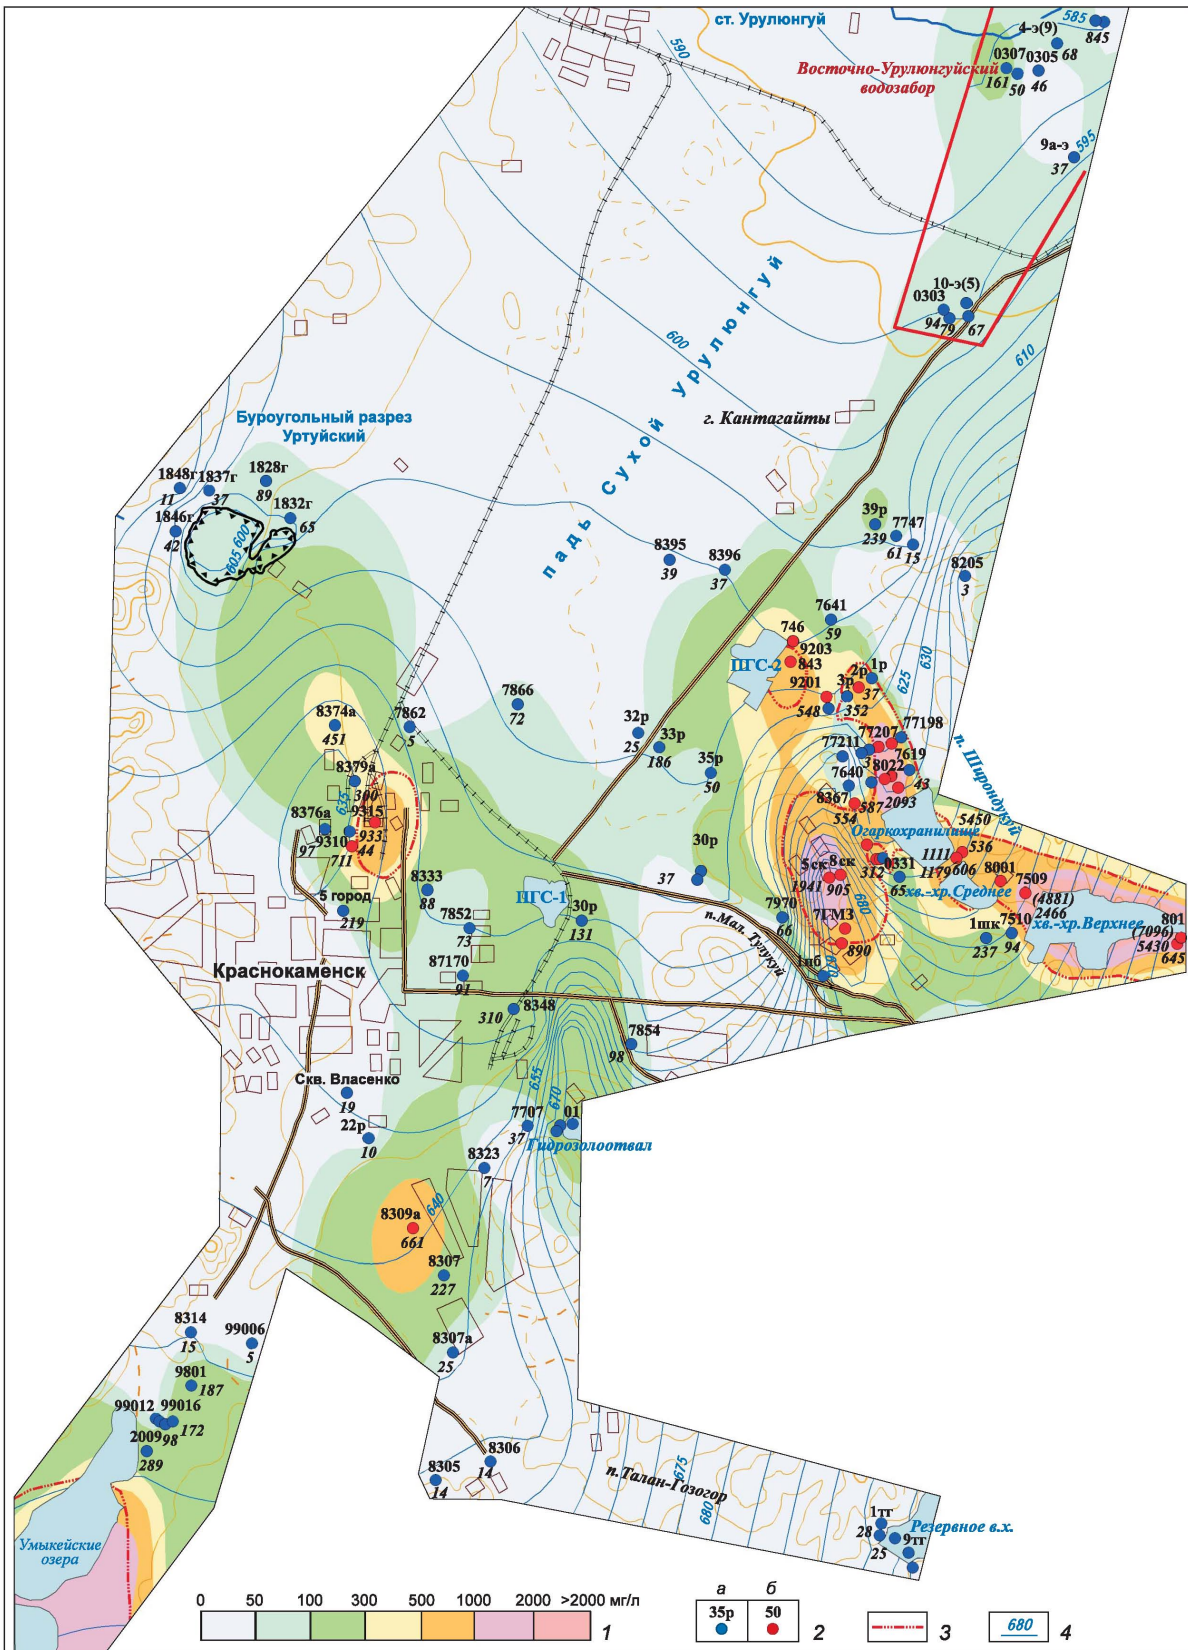 ст. Урулюнгуй
590
585
845
4-э(9)
68
0307
0305
161
50
46
Восточно-Урулюнгуйский
водозабор
9а-э
37
595
10-э(5)
0303
94
79
67
610
600
падь Сухой Урулюнгуй
г. Кантагайты
Буроугольный разрез
Уртуйский
1848г
11
1837г
37
1828г
89
1832г
65
1846г
42
605
600
39р
239
7747
61
15
8205
3
8395
39
8396
37
7641
59
630
625
746
9203
843
ПГС-2
9201
548
2р
1р
3р
37
352
7866
72
7862
5
8374а
451
32р
25
33р
186
35р
50
77207
77198
77211
3
8022
7619
43
7640
8367
587
554
2093
п. Широндукуй
8379а
300
635
9315
933
44
8376а
97
9310
711
Огаркохранилище
5450
536
1111
1179
606
30р
37
5ск
8ск
1941
905
312
0331
65
хв.-хр.Среднее
8001
7509
(4881)
2466
хв.-хр.Верхнее
801
(7096)
5430
645
5 город
219
8333
88
7852
73
ПГС-1
30р
131
п.Мал. Тулукуй
7970
66
680
7ГМЗ
890
1шк
237
7510
94
Краснокаменск
87170
91
1пб
670
310
8348
7854
98
Скв. Власенко
19
22р
10
655
670
7707
37
01
Гидрозолоотвал
8323
7
640
8309а
661
8307
227
8307а
25
8314
15
99006
5
9801
187
99012
99016
172
2009
98
289
8306
14
8305
14
п.Талан-Гозогор
675
680
1тг
28
25
9тг
Резервное в.х.
Умыкейские
озера
0 50 100 300 500 1000 2000 >2000 мг/л
1
а б
35р 50
2
3
680
4